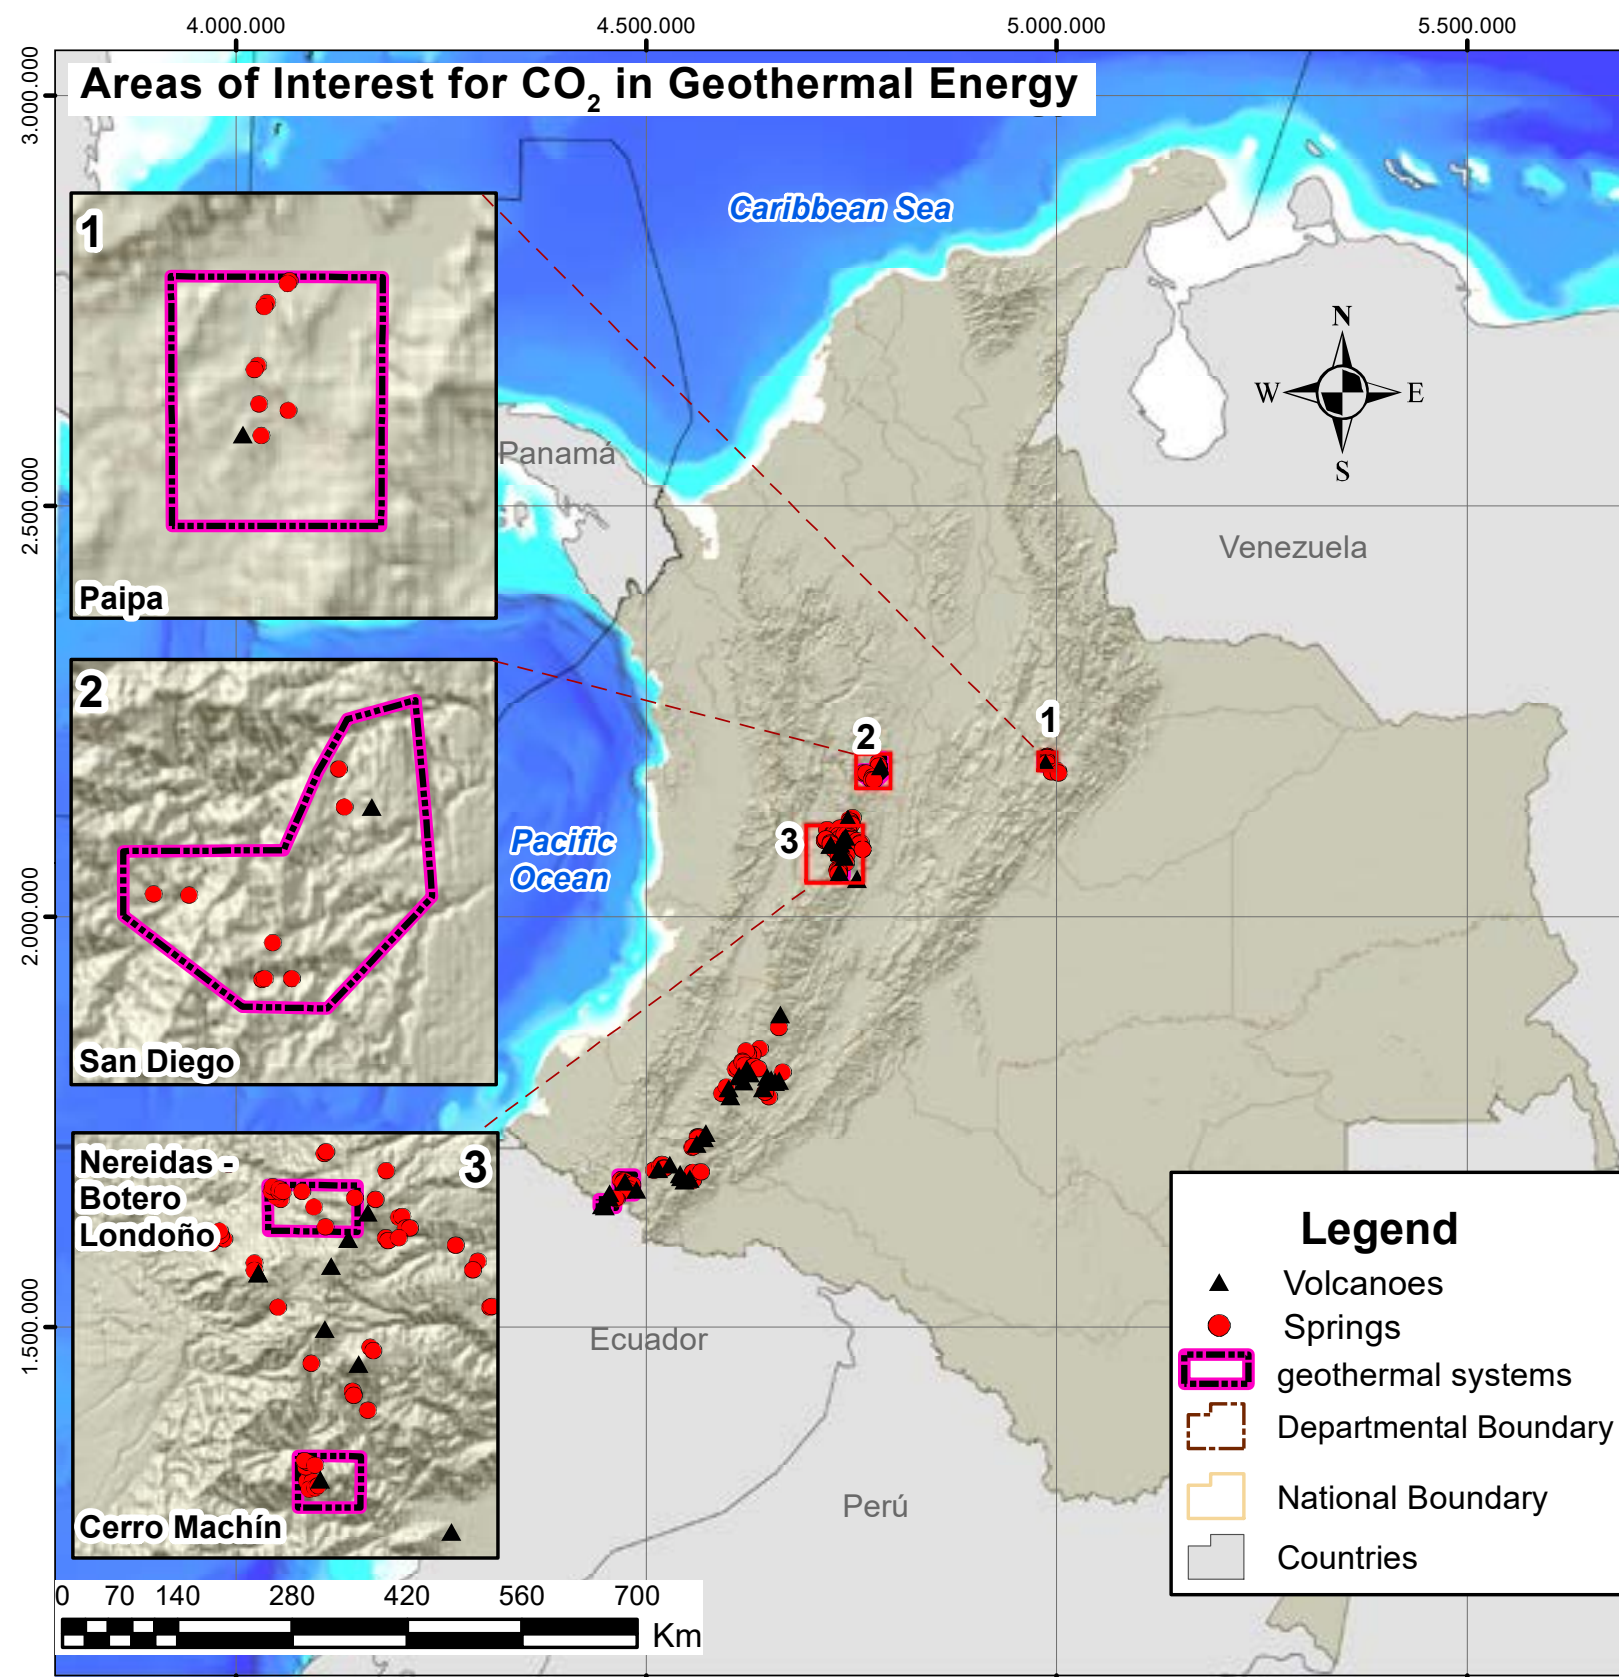 4.000.000
4.500.000
5.000.000
5.500.000
3.000.000
2.500.000
2.000.000
1.500.000
Areas of Interest for CO₂ in Geothermal Energy
Caribbean Sea
1
Paipa
N
W
E
S
Panamá
Venezuela
2
San Diego
1
2
3
Pacific
Ocean
Nereidas -
Botero
Londoño
3
Cerro Machín
Ecuador
Perú
Legend
Volcanoes
Springs
geothermal systems
Departmental Boundary
National Boundary
Countries
0 70 140 280 420 560 700
Km